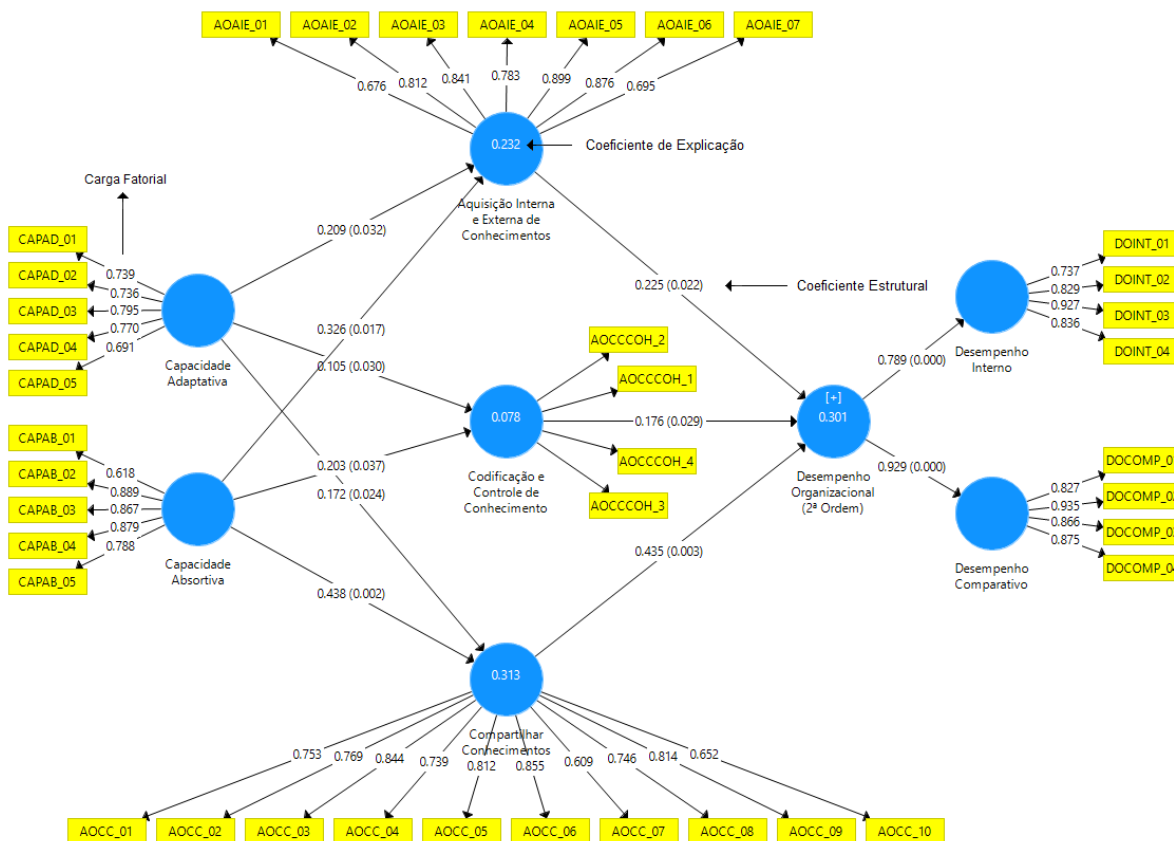 AOAIE_01 AOAIE_02 AOAIE_03 AOAIE_04 AOAIE_05 AOAIE_06 AOAIE_07
0.676 0.812 0.841 0.783 0.899 0.876 0.695
0.232
Coeficiente de Explicação
Aquisição Interna
e Externa de
Conhecimentos
Carga Fatorial
CAPAD_01
CAPAD_02
CAPAD_03
CAPAD_04
CAPAD_05
0.739
0.736
0.795
0.770
0.691
Capacidade
Adaptativa
0.209 (0.032)
0.326 (0.017)
0.105 (0.030)
0.225 (0.022)
Coeficiente Estrutural
AOCCCOH_2
AOCCCOH_1
AOCCCOH_4
AOCCCOH_3
0.078
Codificação e
Controle de
Conhecimento
0.176 (0.029)
[+]
0.301
Desempenho
Organizacional
(2ª Ordem)
0.789 (0.000)
Desempenho
Interno
0.737
0.829
0.927
0.836
DOINT_01
DOINT_02
DOINT_03
DOINT_04
CAPAB_01
CAPAB_02
CAPAB_03
CAPAB_04
CAPAB_05
0.618
0.889
0.867
0.879
0.788
Capacidade
Absortiva
0.203 (0.037)
0.172 (0.024)
0.438 (0.002)
0.435 (0.003)
0.929 (0.000)
Desempenho
Comparativo
0.827
0.935
0.866
0.875
DOCOMP_04
0.313
Compartilhar
Conhecimentos
0.753 0.769 0.844 0.739 0.812 0.855 0.609 0.746 0.814 0.652
AOCC_01 AOCC_02 AOCC_03 AOCC_04 AOCC_05 AOCC_06 AOCC_07 AOCC_08 AOCC_09 AOCC_10